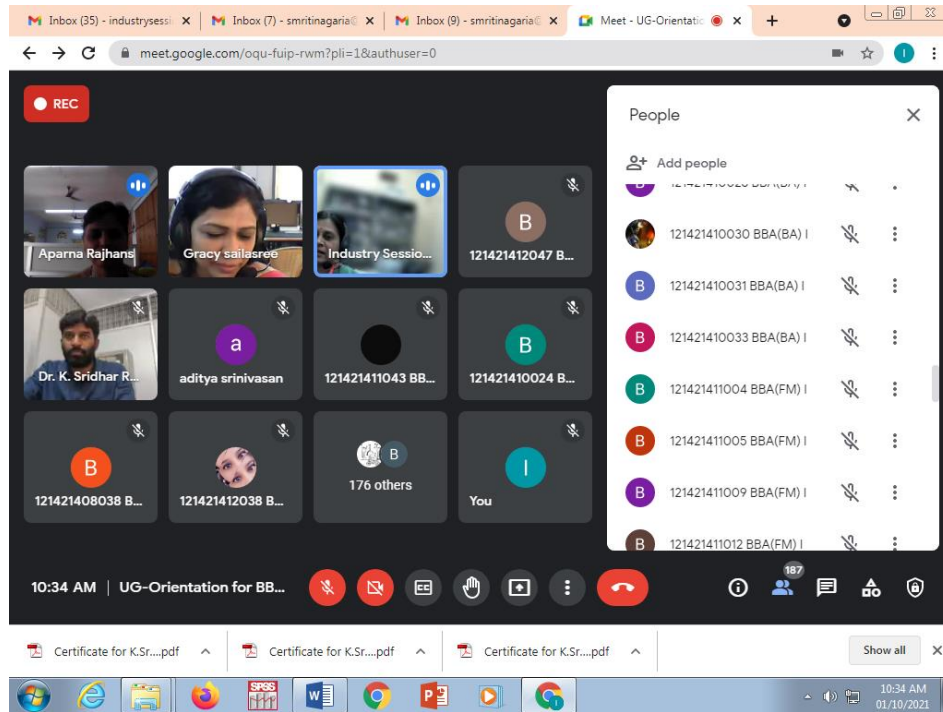 Inbox (35) - industrysessi
Inbox (7) - smritinagaria@
Inbox (9) - smritinagaria@
Meet - UG-Orientatio
meet.google.com/oqu-fuip-rwm?pli=1&authuser=0
I
REC
People
Add people
Aparna Rajhans
Gracy sailasree
Industry Sessio...
B
121421412047 B...
121421410030 BBA(BA) I
B
121421410031 BBA(BA) I
B
121421410033 BBA(BA) I
B
121421411004 BBA(FM) I
B
121421411005 BBA(FM) I
B
121421411009 BBA(FM) I
B
121421411012 BBA(FM) I
Dr. K. Sridhar R...
a
aditya srinivasan
121421411043 BB...
B
121421410024 B...
B
121421408038 B...
121421412038 B...
B
176 others
I
You
10:34 AM | UG-Orientation for BB...
CC
187
Certificate for K.Sr....pdf
Certificate for K.Sr....pdf
Certificate for K.Sr....pdf
Show all
SPSS
W
P
10:34 AM
01/10/2021